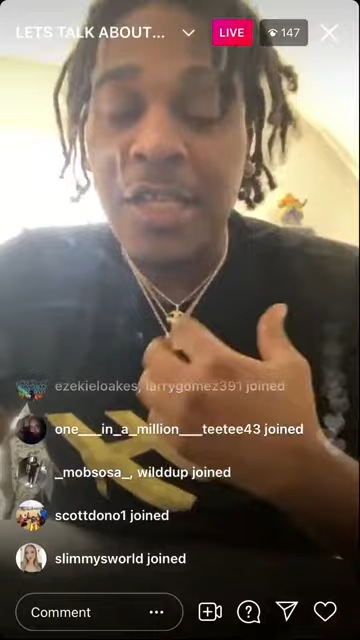 LETS TALK ABOUT...
LIVE
147
ezekieloakes, larrygomez391 joined
one___in_a_million___teetee43 joined
_mobsosa_, wilddup joined
scottdono1 joined
slimmysworld joined
Comment